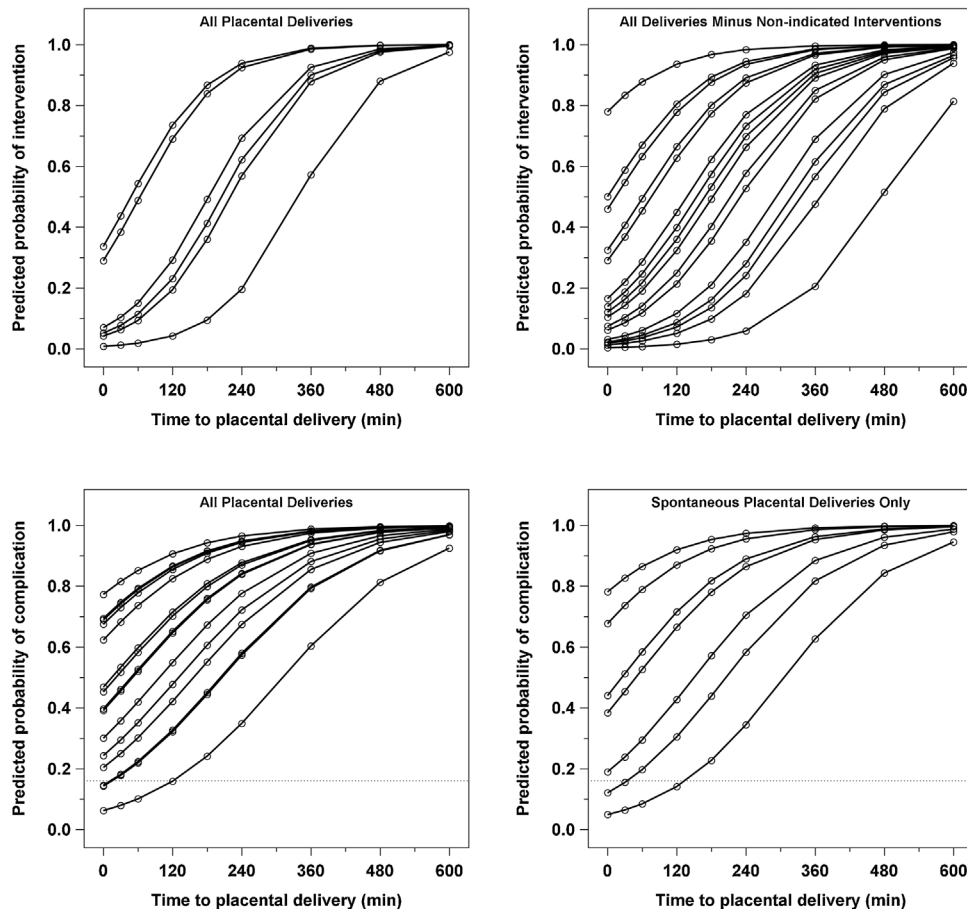 All Placental Deliveries
Predicted probability of intervention
1.0
0.8
0.6
0.4
0.2
0.0
0 120 240 360 480 600
Time to placental delivery (min)
All Deliveries Minus Non-indicated Interventions
Predicted probability of intervention
1.0
0.8
0.6
0.4
0.2
0.0
0 120 240 360 480 600
Time to placental delivery (min)
All Placental Deliveries
Predicted probability of complication
1.0
0.8
0.6
0.4
0.2
0.0
0 120 240 360 480 600
Time to placental delivery (min)
Spontaneous Placental Deliveries Only
Predicted probability of complication
1.0
0.8
0.6
0.4
0.2
0.0
0 120 240 360 480 600
Time to placental delivery (min)